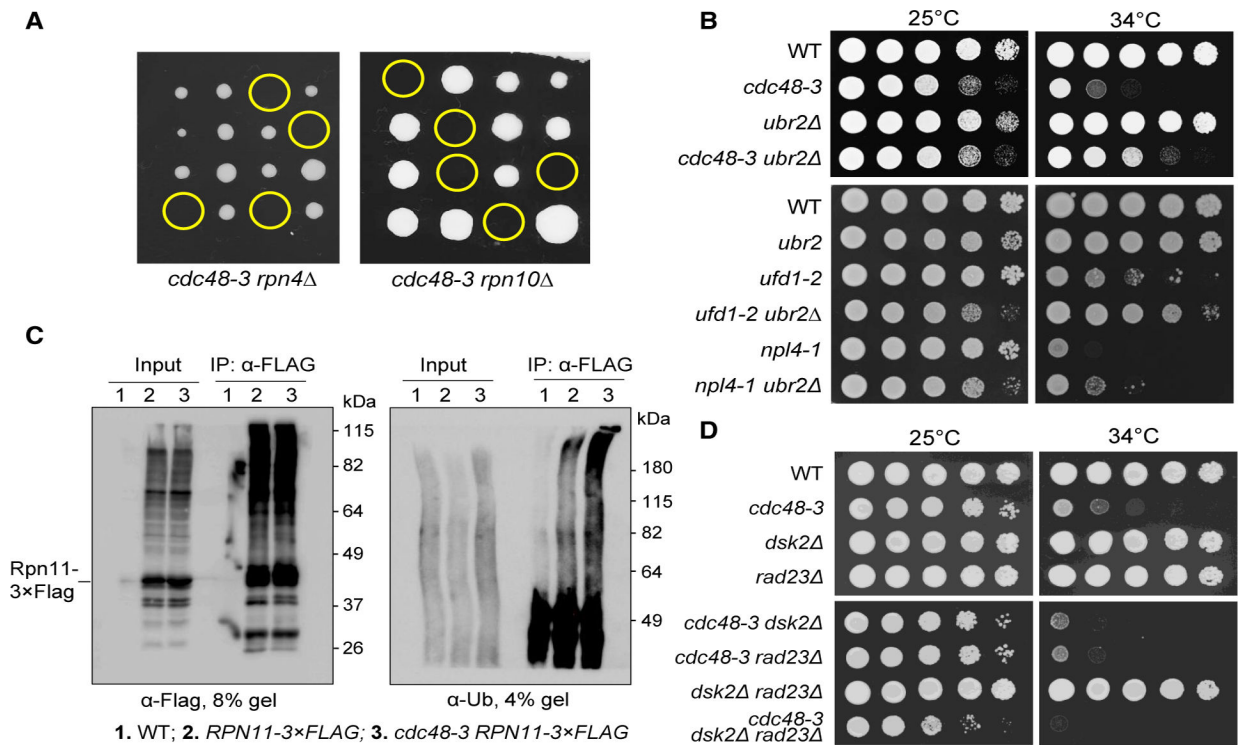 A
cdc48-3 rpn4Δ
cdc48-3 rpn10Δ
B
25°C 34°C
WT
cdc48-3
ubr2Δ
cdc48-3 ubr2Δ
WT
ubr2
ufd1-2
ufd1-2 ubr2Δ
npl4-1
npl4-1 ubr2Δ
C
Input IP: α-FLAG
1 2 3 1 2 3
kDa
115
82
64
49
37
26
Rpn11-
3×Flag
α-Flag, 8% gel
Input IP: α-FLAG
1 2 3 1 2 3
kDa
180
115
82
64
49
α-Ub, 4% gel
1. WT; 2. RPN11-3×FLAG; 3. cdc48-3 RPN11-3×FLAG
D
25°C 34°C
WT
cdc48-3
dsk2Δ
rad23Δ
cdc48-3 dsk2Δ
cdc48-3 rad23Δ
dsk2Δ rad23Δ
cdc48-3
dsk2Δ rad23Δ